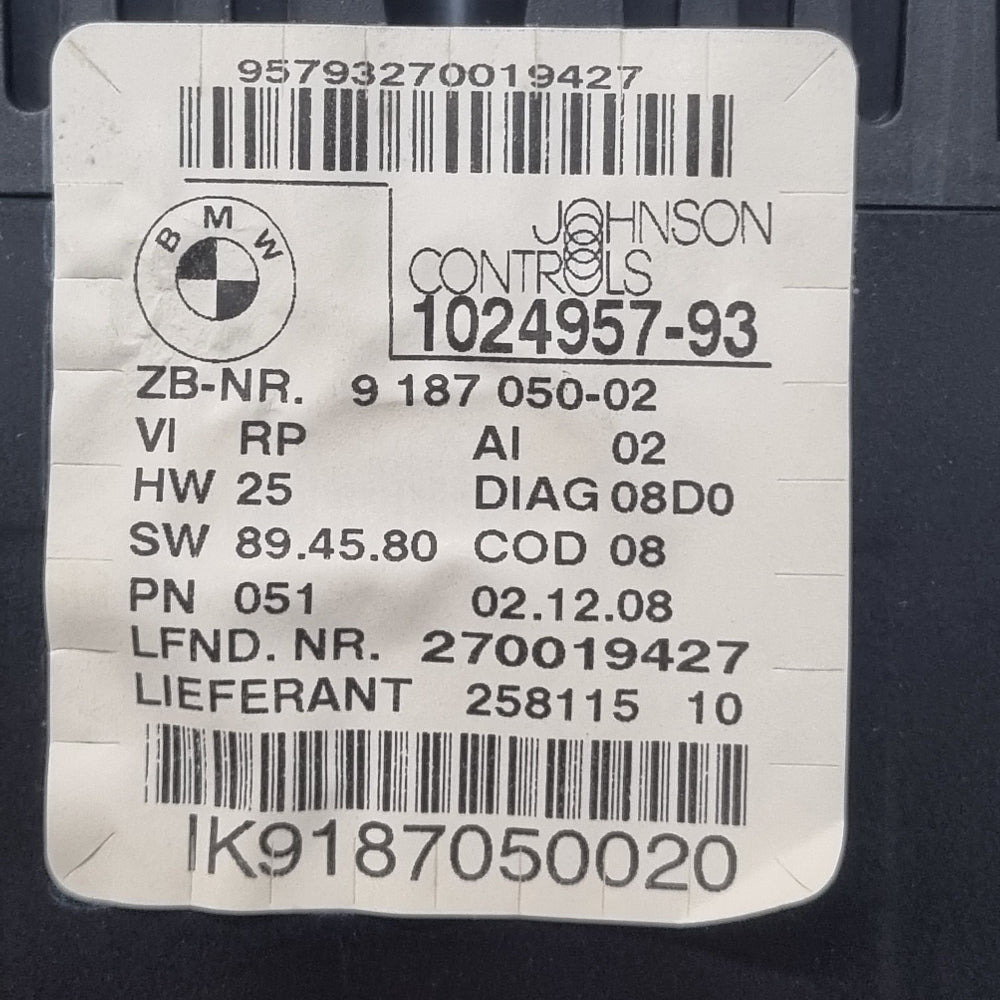 95793270019427
BMW
JOHNSON
CONTROLS
1024957-93
ZB-NR. 9 187 050-02
VI RP AI 02
HW 25 DIAG 08D0
SW 89.45.80 COD 08
PN 051 02.12.08
LFND. NR. 270019427
LIEFERANT 258115 10
IK9187050020